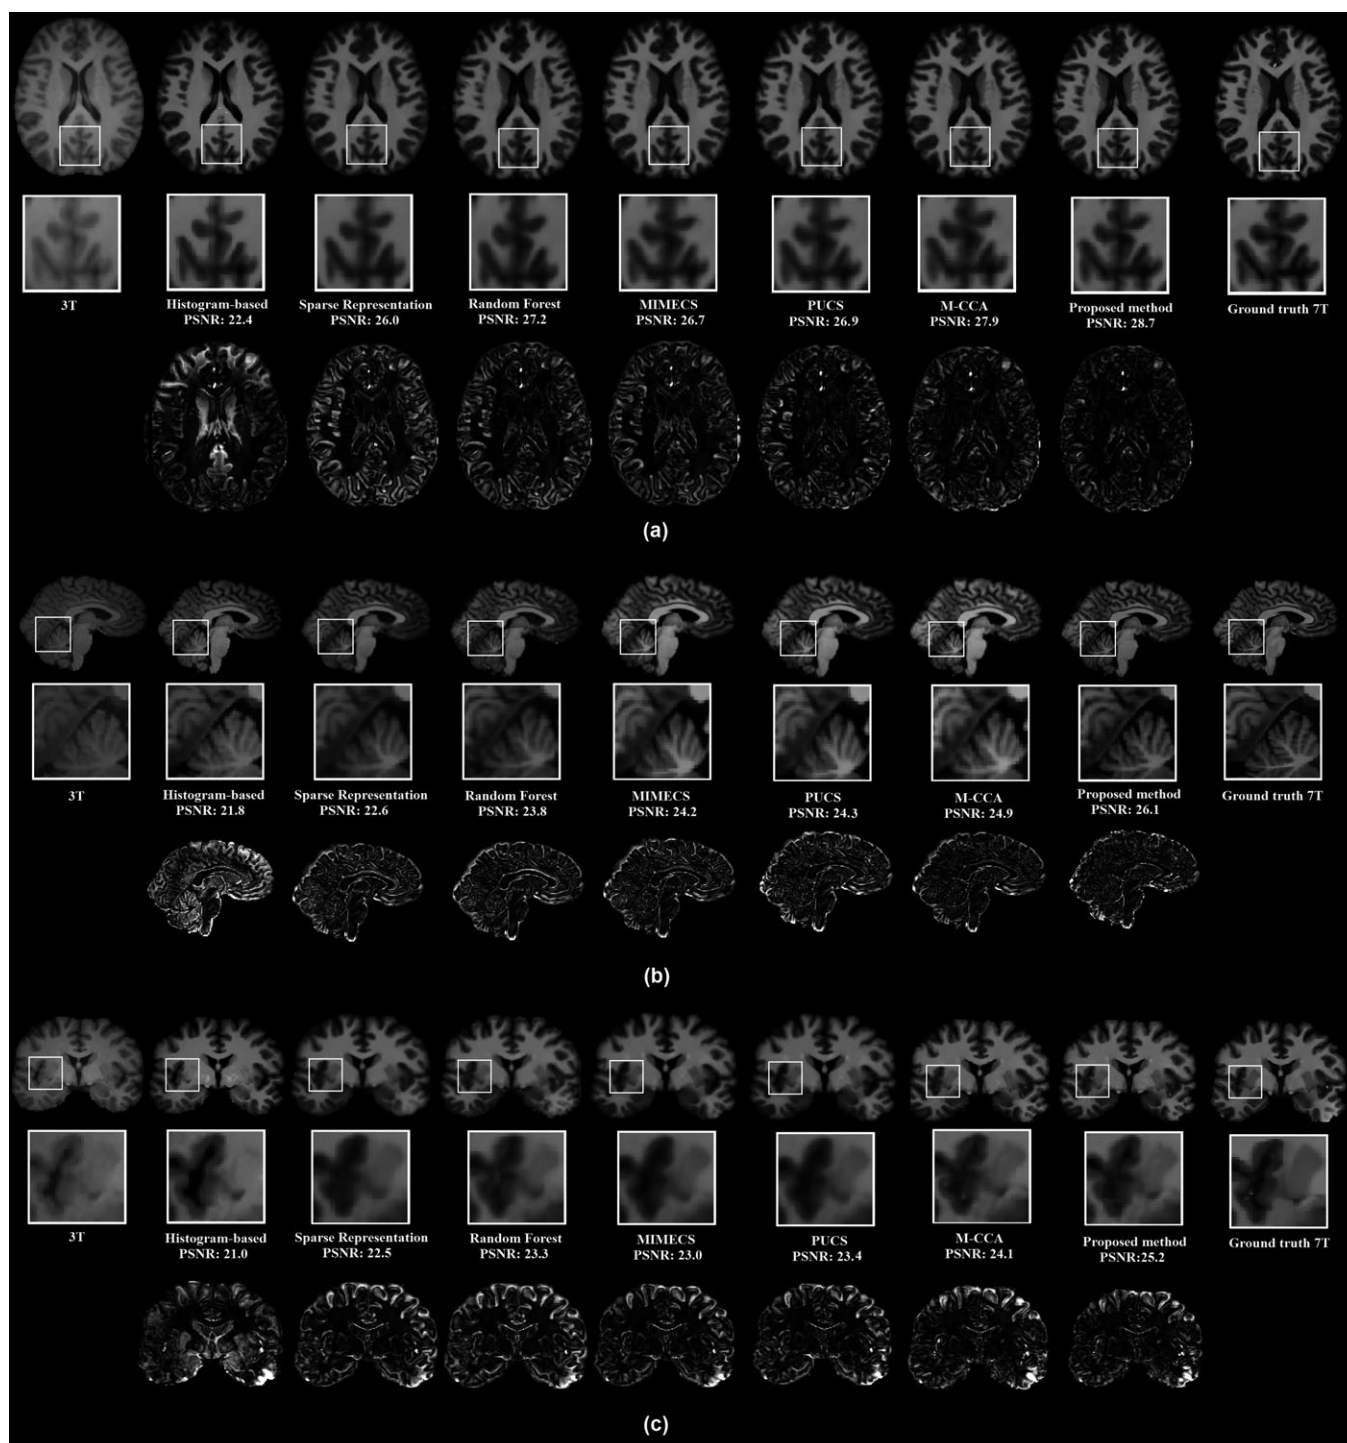 3T
Histogram-based
PSNR: 22.4
Sparse Representation
PSNR: 26.0
Random Forest
PSNR: 27.2
MIMECS
PSNR: 26.7
PUCS
PSNR: 26.9
M-CCA
PSNR: 27.9
Proposed method
PSNR: 28.7
Ground truth 7T
(a)
3T
Histogram-based
PSNR: 21.8
Sparse Representation
PSNR: 22.6
Random Forest
PSNR: 23.8
MIMECS
PSNR: 24.2
PUCS
PSNR: 24.3
M-CCA
PSNR: 24.9
Proposed method
PSNR: 26.1
Ground truth 7T
(b)
3T
Histogram-based
PSNR: 21.0
Sparse Representation
PSNR: 22.5
Random Forest
PSNR: 23.3
MIMECS
PSNR: 23.0
PUCS
PSNR: 23.4
M-CCA
PSNR: 24.1
Proposed method
PSNR:25.2
Ground truth 7T
(c)